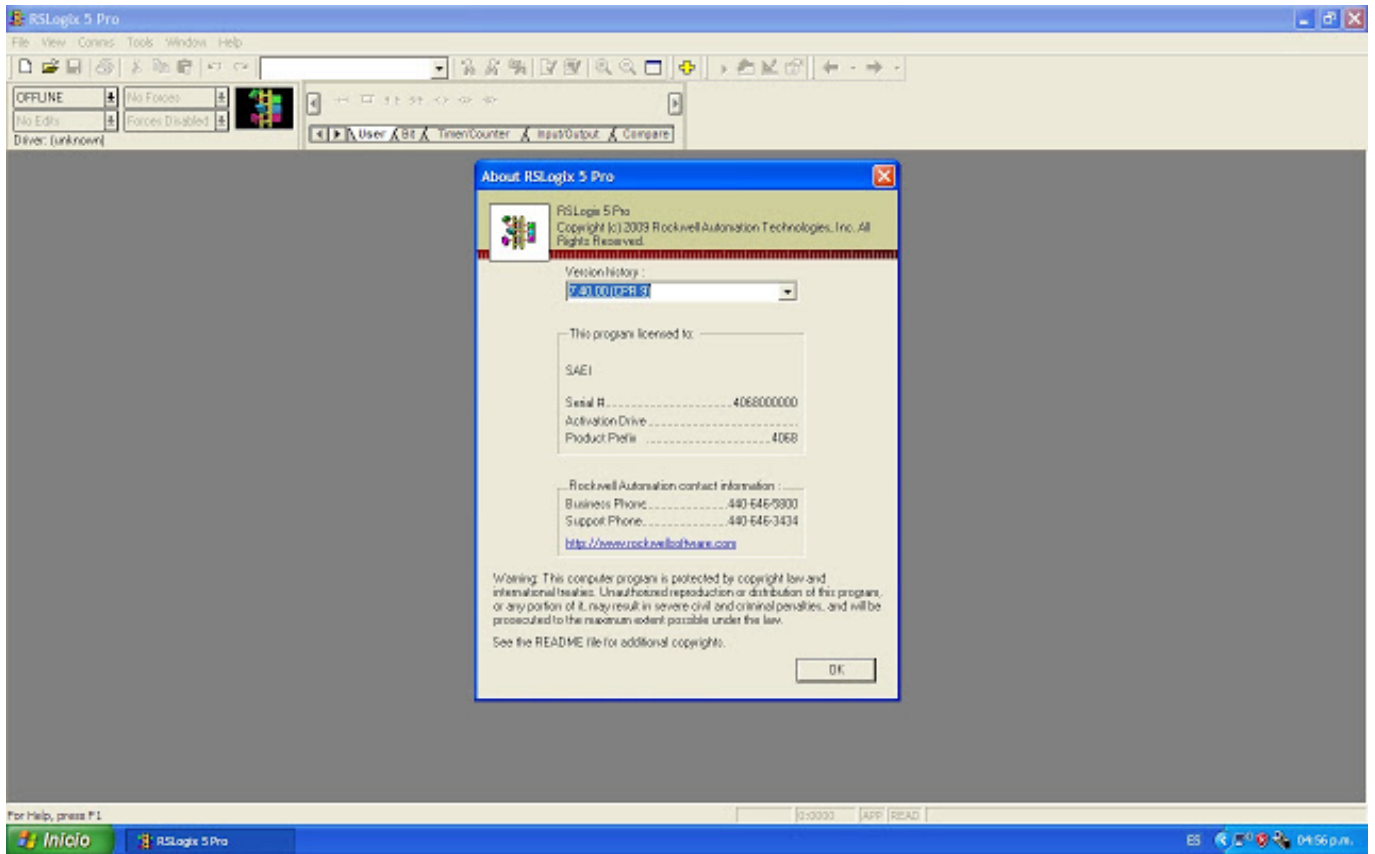 RSLogix 5 Pro
File View Comms Tools Window Help
OFFLINE No Forces
No Edits Forces Disabled
Driver: (unknown)
User Bit Timer/Counter Input/Output Compare
About RSLogix 5 Pro
RSLogix 5 Pro
Copyright (c) 2009 Rockwell Automation Technologies, Inc. All
Rights Reserved.
Version history :
7.40.00 (CPR 9)
This program licensed to:
SAEI
Serial # 4068000000
Activation Drive
Product Prefix 4068
Rockwell Automation contact information :
Business Phone 440-646-5800
Support Phone 440-646-3434
http://www.rockwellsoftware.com
Warning: This computer program is protected by copyright law and
international treaties. Unauthorized reproduction or distribution of this program,
or any portion of it, may result in severe civil and criminal penalties, and will be
prosecuted to the maximum extent possible under the law.
See the README file for additional copyrights.
OK
For Help, press F1
0:0000 APP READ
Inicio RSLogix 5 Pro ES 04:56 p.m.